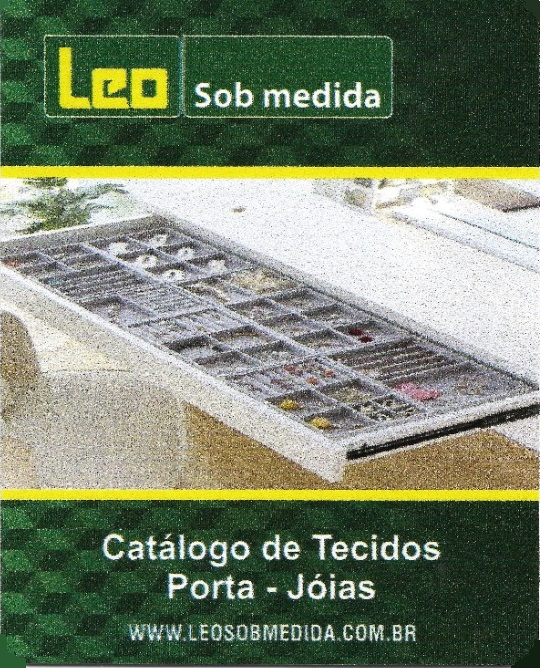 Leo
Sob medida
Catálogo de Tecidos
Porta - Jóias
WWW.LEOSOBMEDIDA.COM.BR